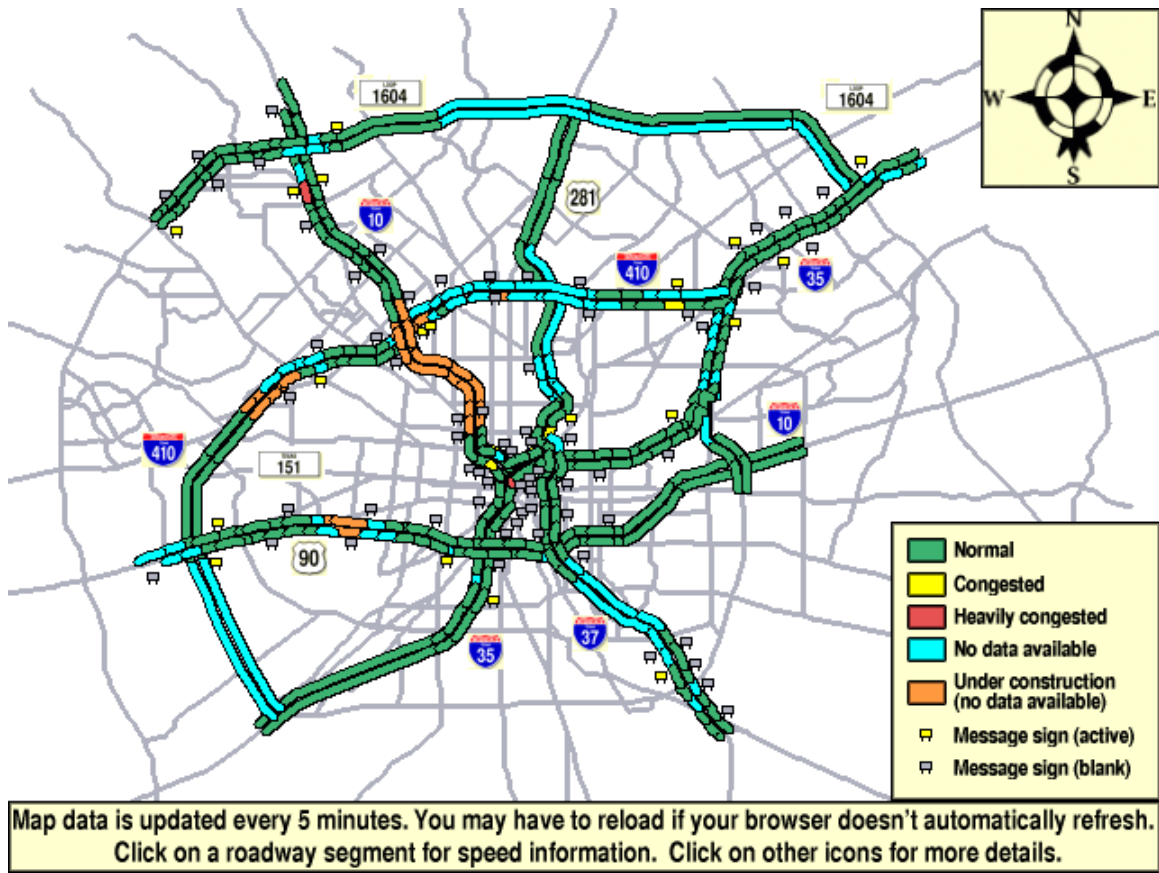 N
W E
S
LOOP
1604
LOOP
1604
281
10
410
35
10
410
TEXAS
151
90
35
37
Normal
Congested
Heavily congested
No data available
Under construction
(no data available)
Message sign (active)
Message sign (blank)
Map data is updated every 5 minutes. You may have to reload if your browser doesn't automatically refresh.
Click on a roadway segment for speed information. Click on other icons for more details.